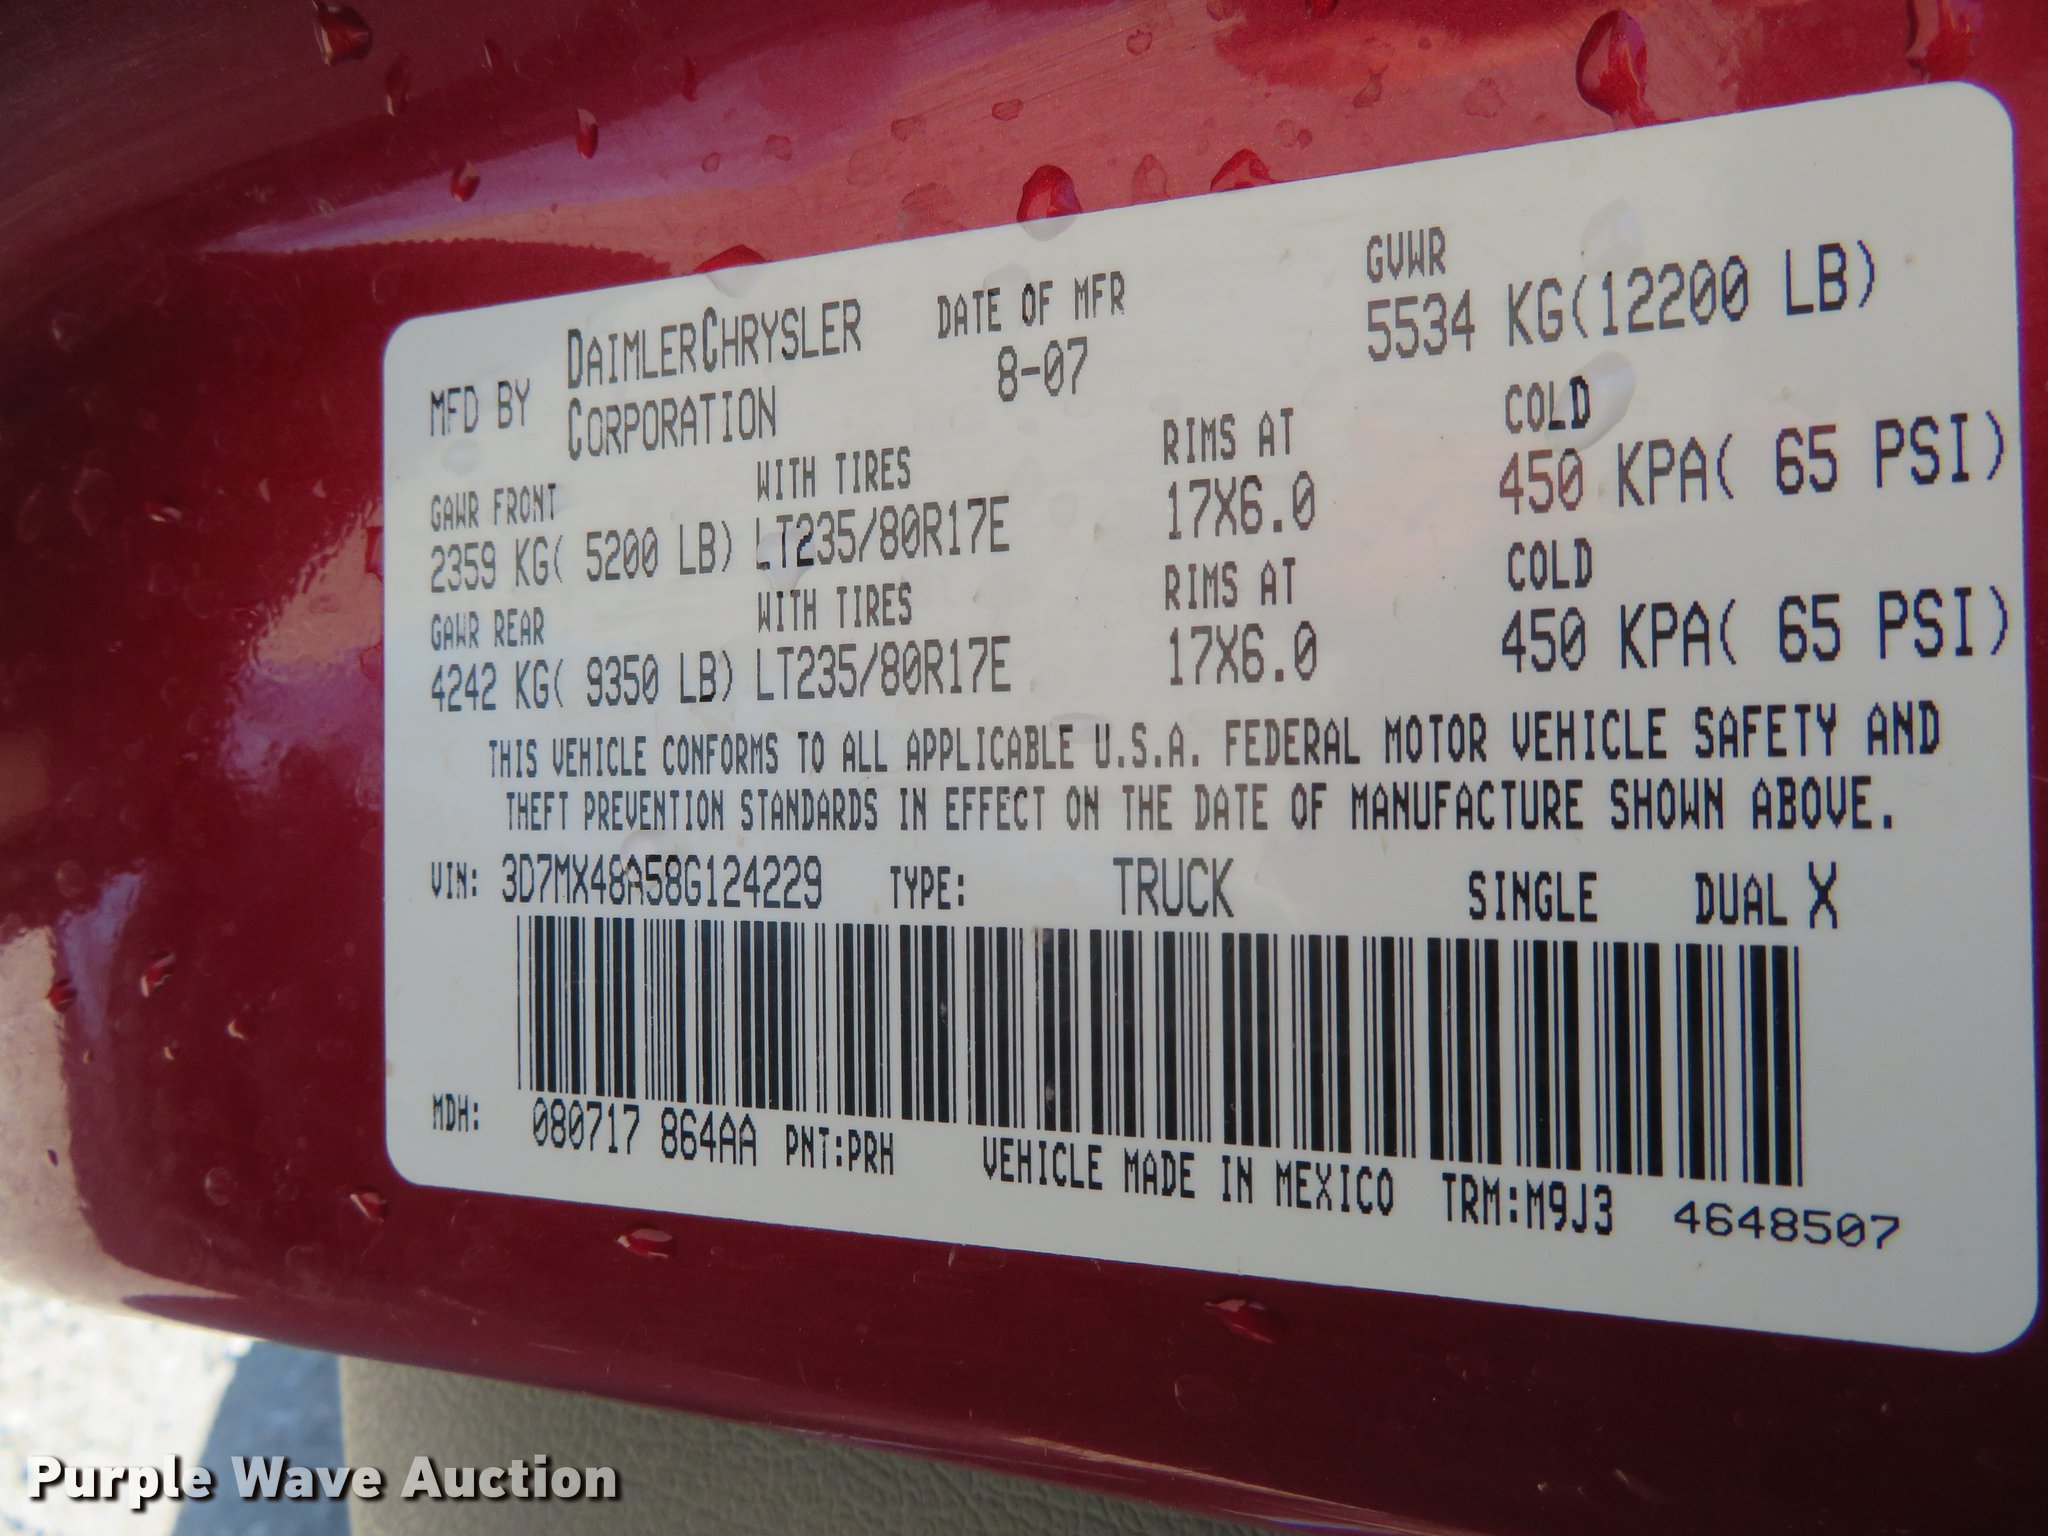 MFD BY DAIMLERCHRYSLER CORPORATION DATE OF MFR 8-07 GVWR 5534 KG(12200 LB)
GAWR FRONT WITH TIRES RIMS AT COLD
2359 KG( 5200 LB) LT235/80R17E 17X6.0 450 KPA( 65 PSI)
GAWR REAR WITH TIRES RIMS AT COLD
4242 KG( 9350 LB) LT235/80R17E 17X6.0 450 KPA( 65 PSI)
THIS VEHICLE CONFORMS TO ALL APPLICABLE U.S.A. FEDERAL MOTOR VEHICLE SAFETY AND
THEFT PREVENTION STANDARDS IN EFFECT ON THE DATE OF MANUFACTURE SHOWN ABOVE.
VIN: 3D7MX48A58G124229 TYPE: TRUCK SINGLE DUAL X
MDH: 080717 864AA PNT:PRH VEHICLE MADE IN MEXICO TRM:M9J3 4648507
Purple Wave Auction